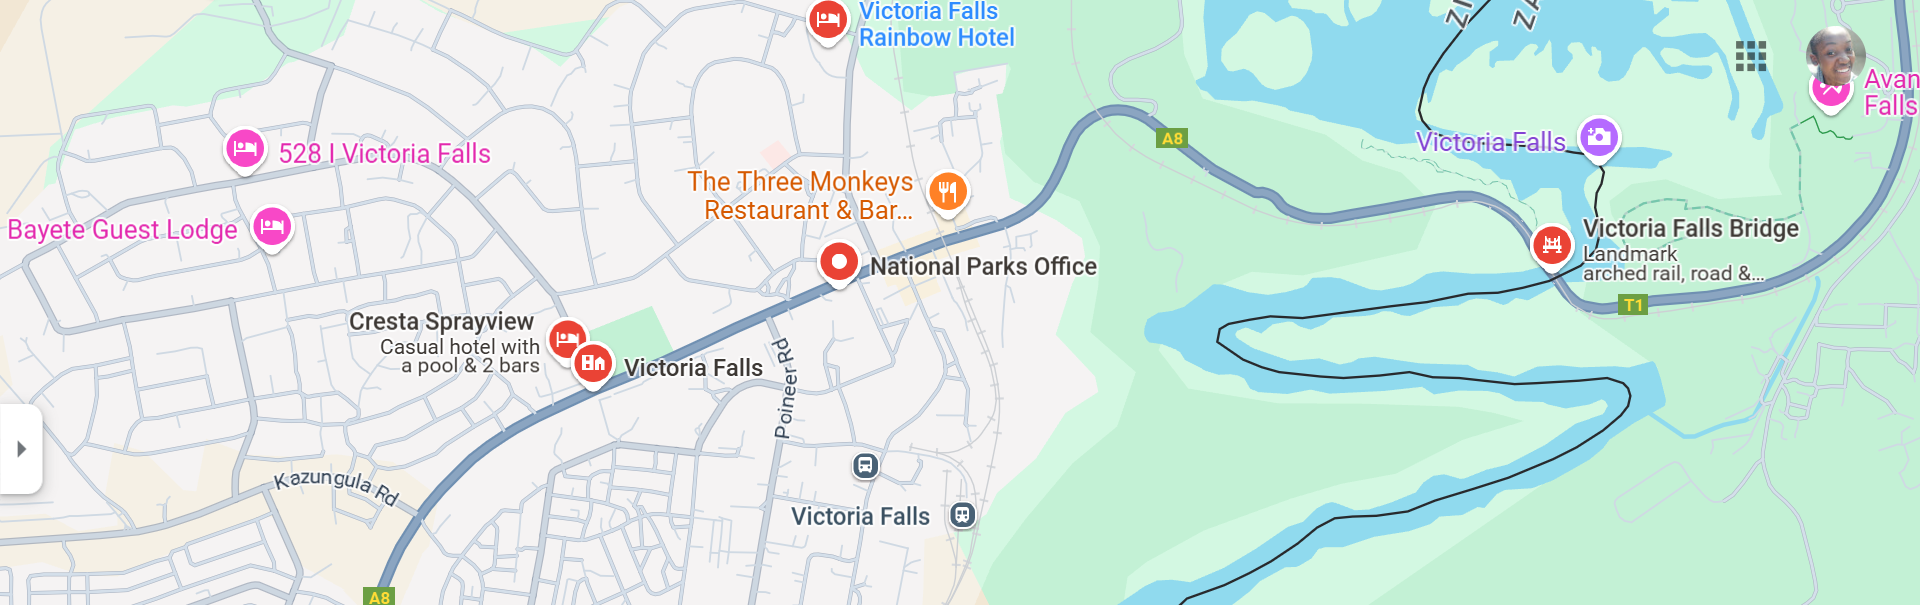 Victoria Falls
Rainbow Hotel
ZI
ZA
Avan
Falls
A8
Victoria Falls
528 I Victoria Falls
The Three Monkeys
Restaurant & Bar...
Bayete Guest Lodge
Victoria Falls Bridge
Landmark
arched rail, road &...
National Parks Office
T1
Cresta Sprayview
Casual hotel with
a pool & 2 bars
Victoria Falls
Poineer Rd
Kazungula Rd
Victoria Falls
A8